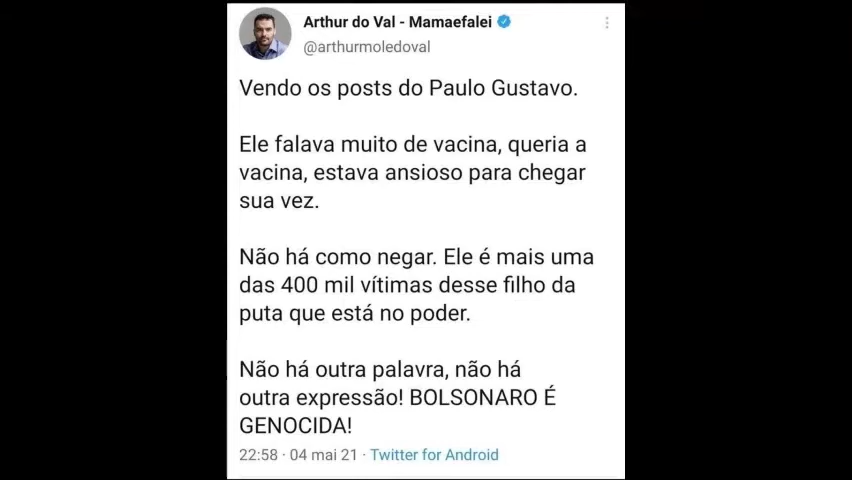 Arthur do Val - Mamaefalei
@arthurmoledoval
Vendo os posts do Paulo Gustavo.
Ele falava muito de vacina, queria a
vacina, estava ansioso para chegar
sua vez.
Não há como negar. Ele é mais uma
das 400 mil vítimas desse filho da
puta que está no poder.
Não há outra palavra, não há
outra expressão! BOLSONARO É
GENOCIDA!
22:58 · 04 mai 21 · Twitter for Android